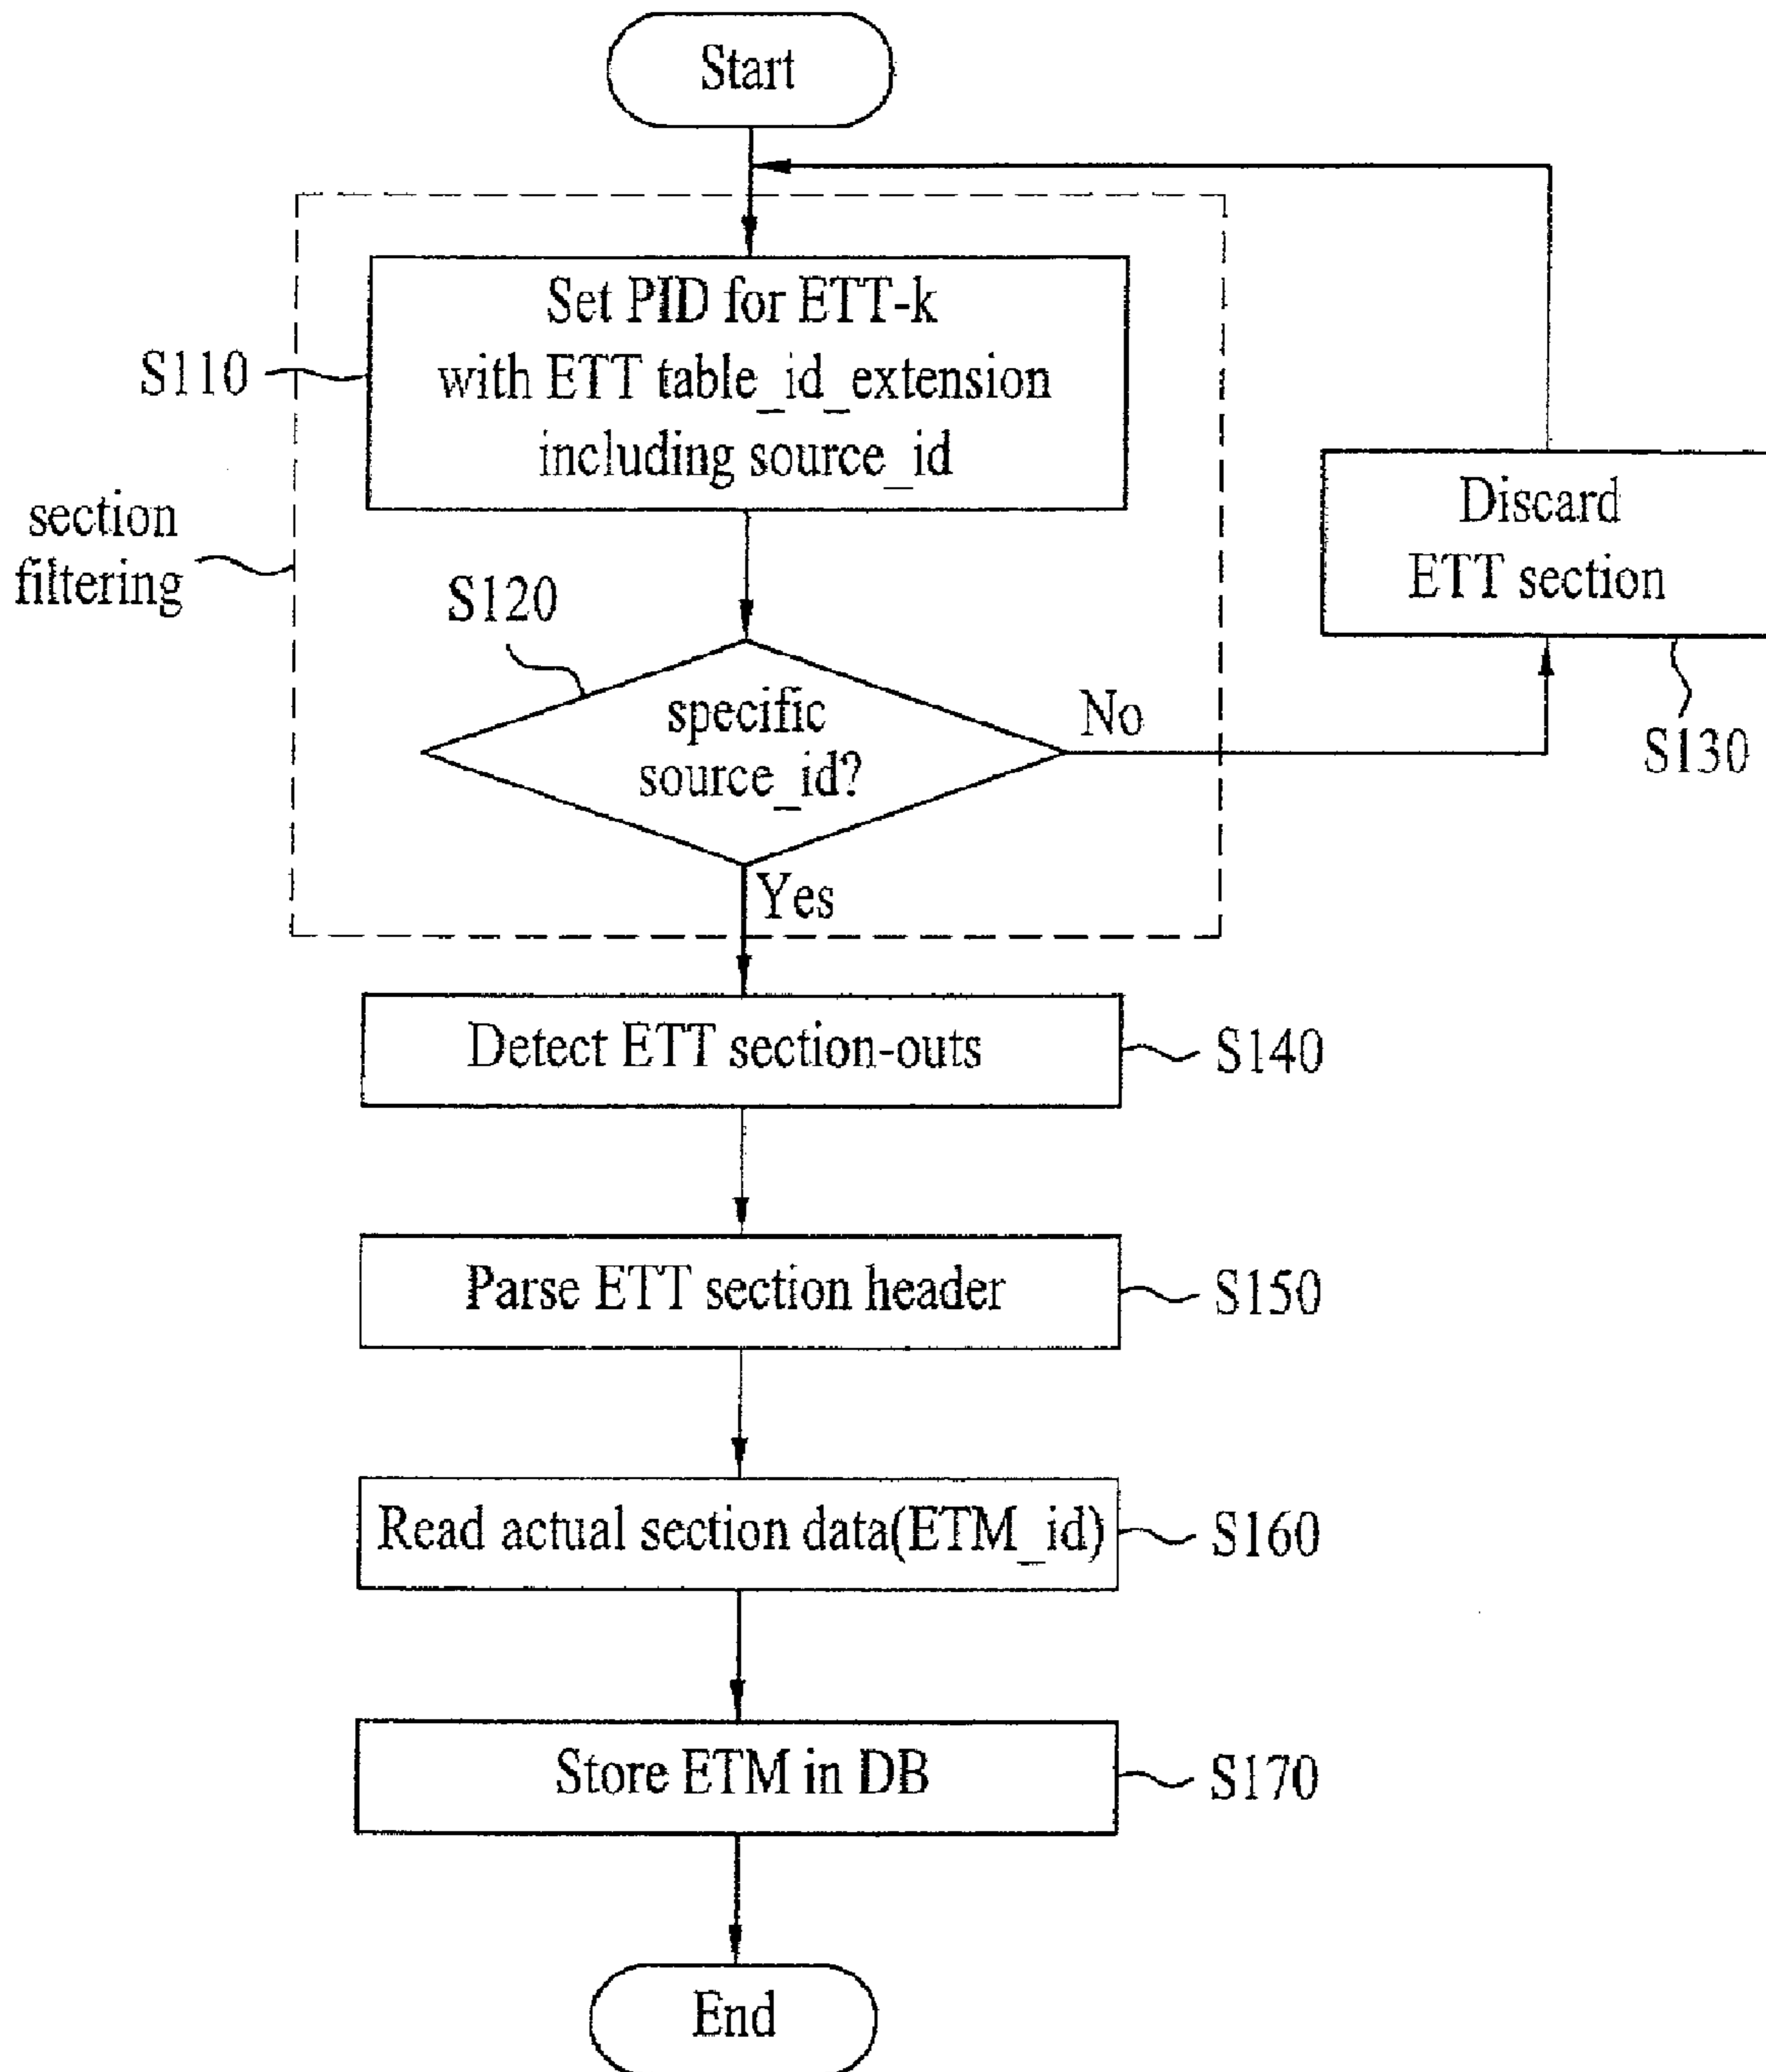 Start
Set PID for ETT-k
with ETT table_id_extension
including source_id
S110
section
filtering
Discard
ETT section
S120
specific
source_id?
No
S130
Yes
Detect ETT section-outs
S140
Parse ETT section header
S150
Read actual section data(ETM_id)
S160
Store ETM in DB
S170
End